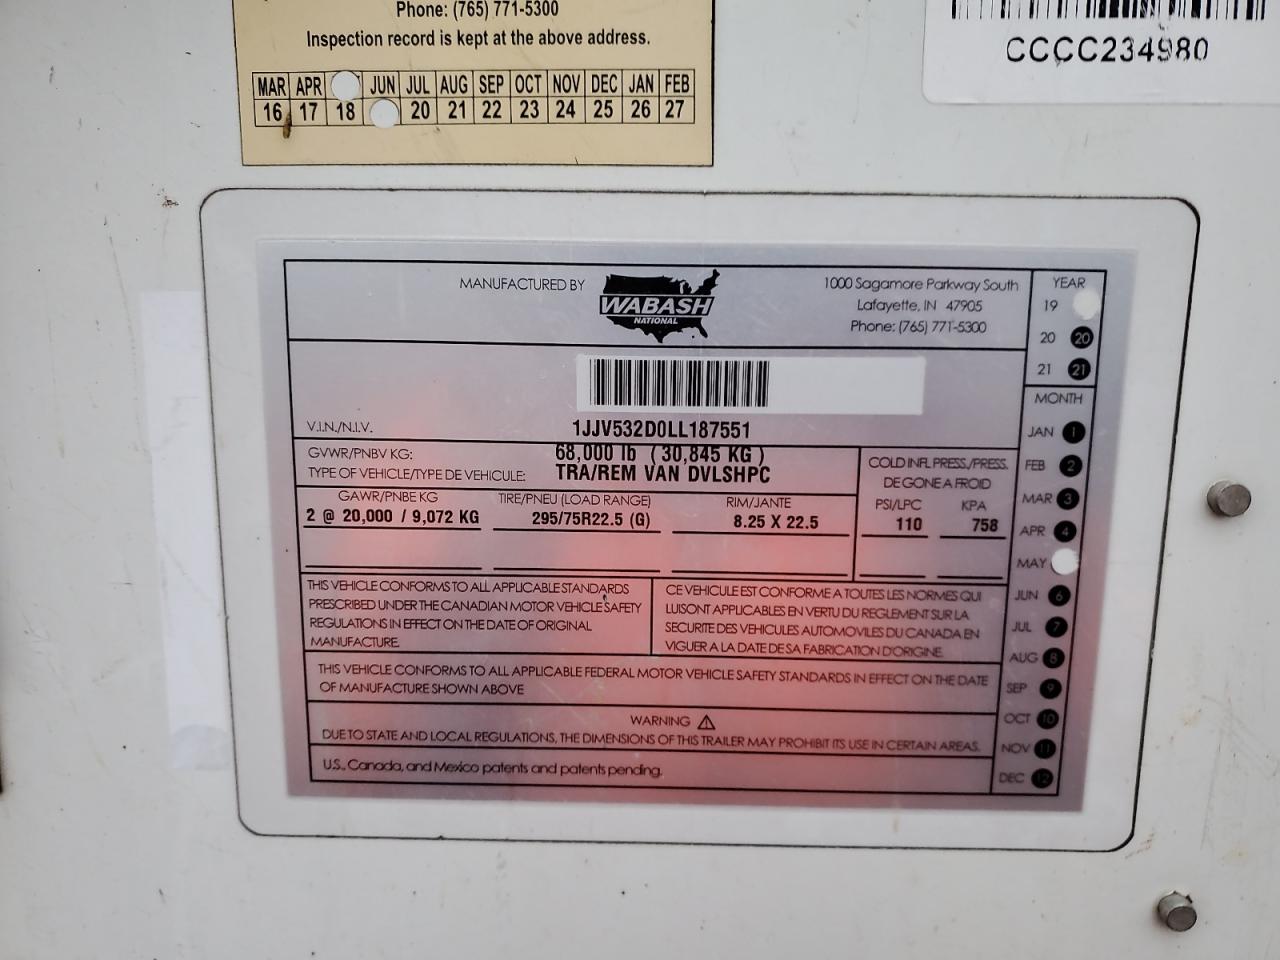 Phone: (765) 771-5300
Inspection record is kept at the above address.
MAR APR JUN JUL AUG SEP OCT NOV DEC JAN FEB
16 17 18 20 21 22 23 24 25 26 27
CCCC234980
MANUFACTURED BY
WABASH
NATIONAL
1000 Sagamore Parkway South
Lafayette, IN 47905
Phone: (765) 771-5300
YEAR
19
20 20
21 21
MONTH
JAN 1
FEB 2
MAR 3
APR 4
MAY
JUN 6
JUL 7
AUG 8
SEP 9
OCT 10
NOV 11
DEC 12
V.I.N./N.I.V. 1JJV532D0LL187551
GVWR/PNBV KG: 68,000 lb ( 30,845 KG )
TYPE OF VEHICLE/TYPE DE VEHICULE: TRA/REM VAN DVLSHPC
GAWR/PNBE KG TIRE/PNEU (LOAD RANGE) RIM/JANTE
2 @ 20,000 / 9,072 KG 295/75R22.5 (G) 8.25 X 22.5
COLD INFL PRESS./PRESS.
DE GONE A FROID
PSI/LPC KPA
110 758
THIS VEHICLE CONFORMS TO ALL APPLICABLE STANDARDS
PRESCRIBED UNDER THE CANADIAN MOTOR VEHICLE SAFETY
REGULATIONS IN EFFECT ON THE DATE OF ORIGINAL
MANUFACTURE.
CE VEHICULE EST CONFORME A TOUTES LES NORMES QUI
LUI SONT APPLICABLES EN VERTU DU REGLEMENT SUR LA
SECURITE DES VEHICULES AUTOMOVILES DU CANADA EN
VIGUER A LA DATE DE SA FABRICATION D'ORIGINE.
THIS VEHICLE CONFORMS TO ALL APPLICABLE FEDERAL MOTOR VEHICLE SAFETY STANDARDS IN EFFECT ON THE DATE
OF MANUFACTURE SHOWN ABOVE
WARNING
DUE TO STATE AND LOCAL REGULATIONS, THE DIMENSIONS OF THIS TRAILER MAY PROHIBIT ITS USE IN CERTAIN AREAS.
U.S., Canada, and Mexico patents and patents pending.